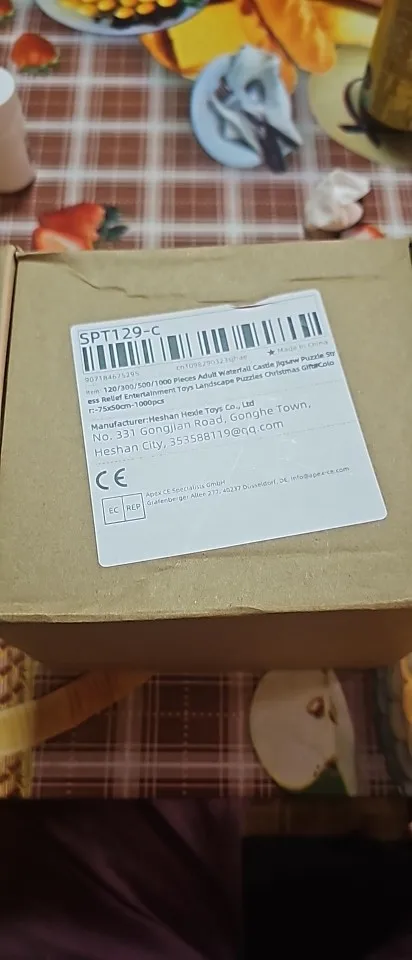 SPT129-c
★ Made in China
Item: 120/300/500/1000 Pieces Adult Waterfall Castle Jigsaw Puzzle Str
ess Relief Entertainment Toys Landscape Puzzles Christmas Gift#Colo
r:-75x50cm-1000pcs
Manufacturer:Heshan Hexie Toys Co., Ltd
No. 331 Gongjian Road, Gonghe Town,
Heshan City, 353588119@qq.com
CE
EC REP
Apex CE Specialists GmbH
Grafenberger Allee 277, 40237 Düsseldorf, DE, info@apex-ce.com